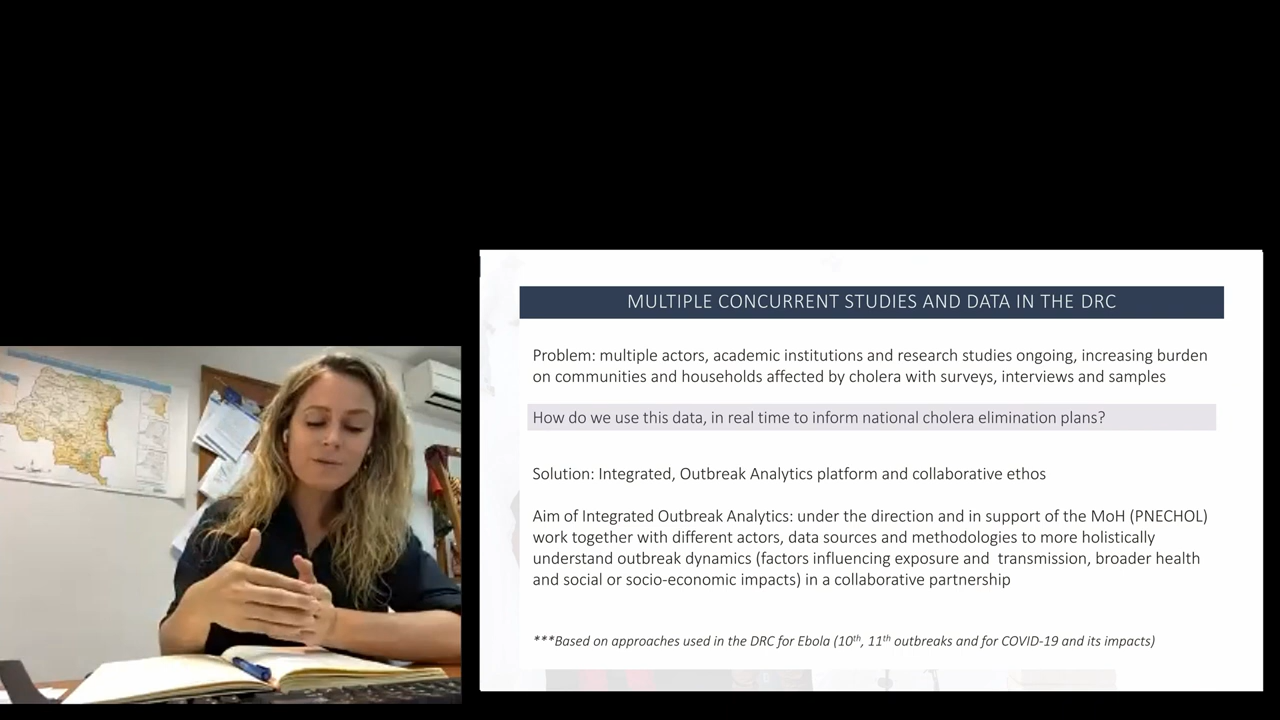 MULTIPLE CONCURRENT STUDIES AND DATA IN THE DRC
Problem: multiple actors, academic institutions and research studies ongoing, increasing burden
on communities and households affected by cholera with surveys, interviews and samples
How do we use this data, in real time to inform national cholera elimination plans?
Solution: Integrated, Outbreak Analytics platform and collaborative ethos
Aim of Integrated Outbreak Analytics: under the direction and in support of the MoH (PNECHOL)
work together with different actors, data sources and methodologies to more holistically
understand outbreak dynamics (factors influencing exposure and transmission, broader health
and social or socio-economic impacts) in a collaborative partnership
***Based on approaches used in the DRC for Ebola (10th, 11th outbreaks and for COVID-19 and its impacts)